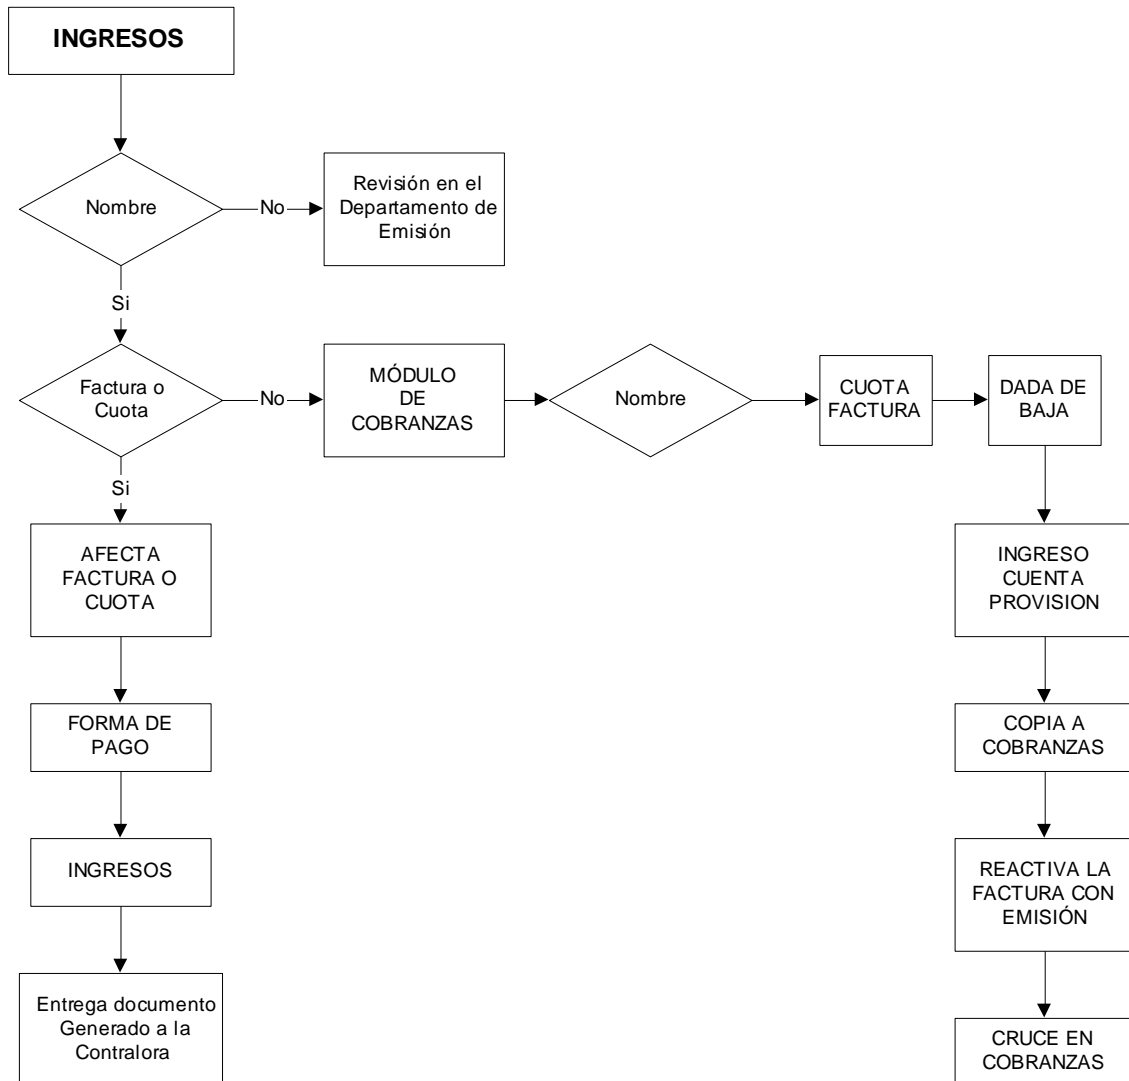 INGRESOS
Nombre
No
Revisión en el
Departamento de
Emisión
Si
Factura o
Cuota
No
MÓDULO
DE
COBRANZAS
Nombre
CUOTA
FACTURA
DADA DE
BAJA
Si
AFECTA
FACTURA O
CUOTA
INGRESO
CUENTA
PROVISION
FORMA DE
PAGO
COPIA A
COBRANZAS
INGRESOS
REACTIVA LA
FACTURA CON
EMISIÓN
Entrega documento
Generado a la
Contralora
CRUCE EN
COBRANZAS